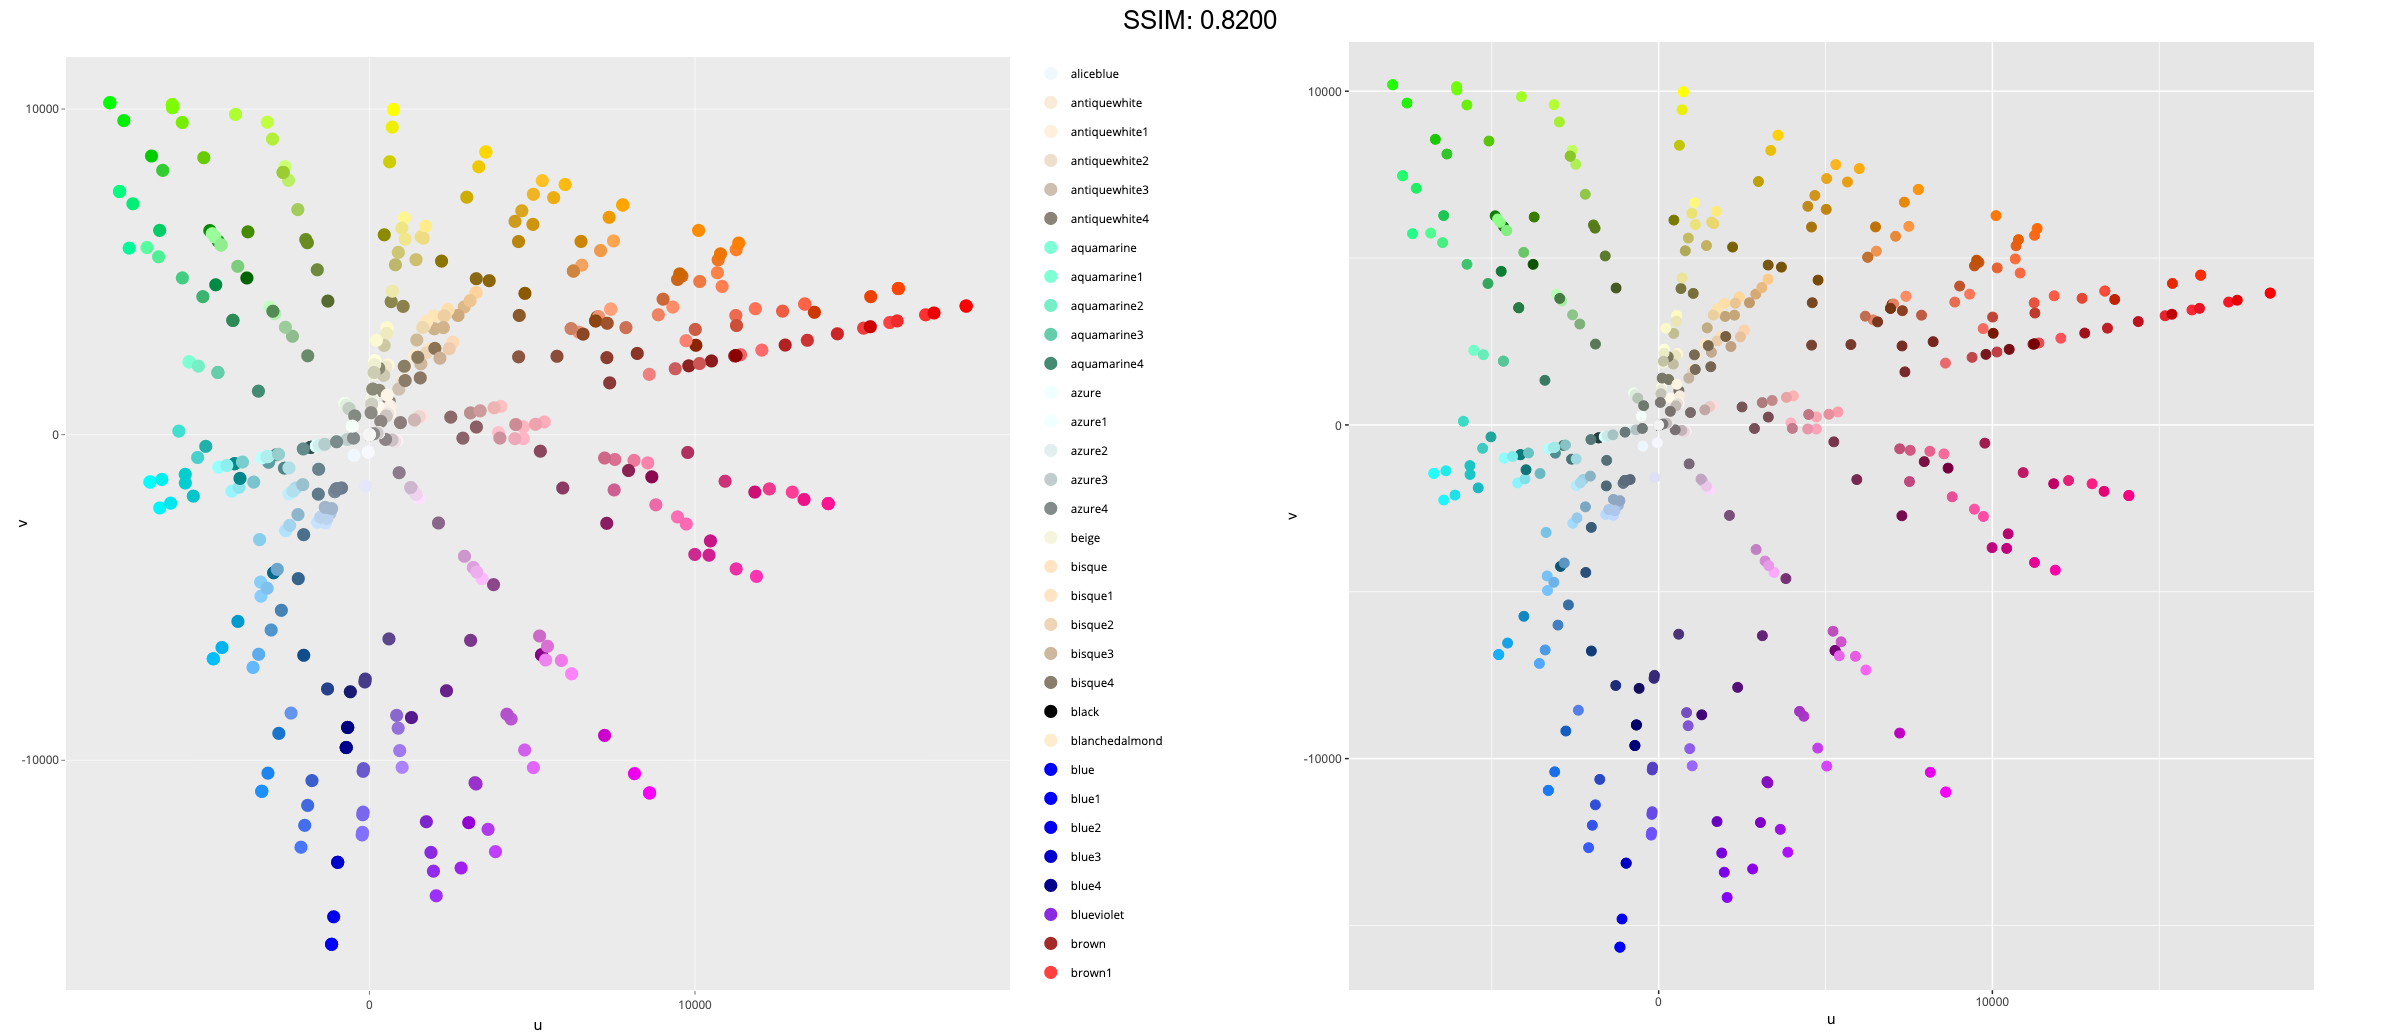 SSIM: 0.8200
10000
0
-10000
v
0
10000
u
aliceblue
antiquewhite
antiquewhite1
antiquewhite2
antiquewhite3
antiquewhite4
aquamarine
aquamarine1
aquamarine2
aquamarine3
aquamarine4
azure
azure1
azure2
azure3
azure4
beige
bisque
bisque1
bisque2
bisque3
bisque4
black
blanchedalmond
blue
blue1
blue2
blue3
blue4
blueviolet
brown
brown1
10000
0
-10000
v
0
10000
u